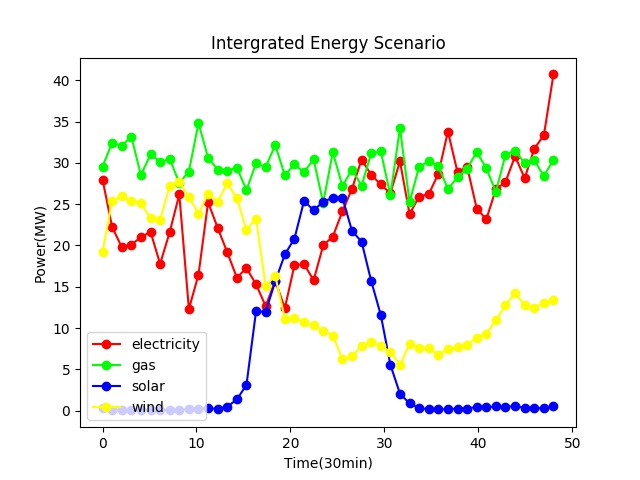 Intergrated Energy Scenario
Power(MW)
40
35
30
25
20
15
10
5
0
electricity
gas
solar
wind
0 10 20 30 40 50
Time(30min)